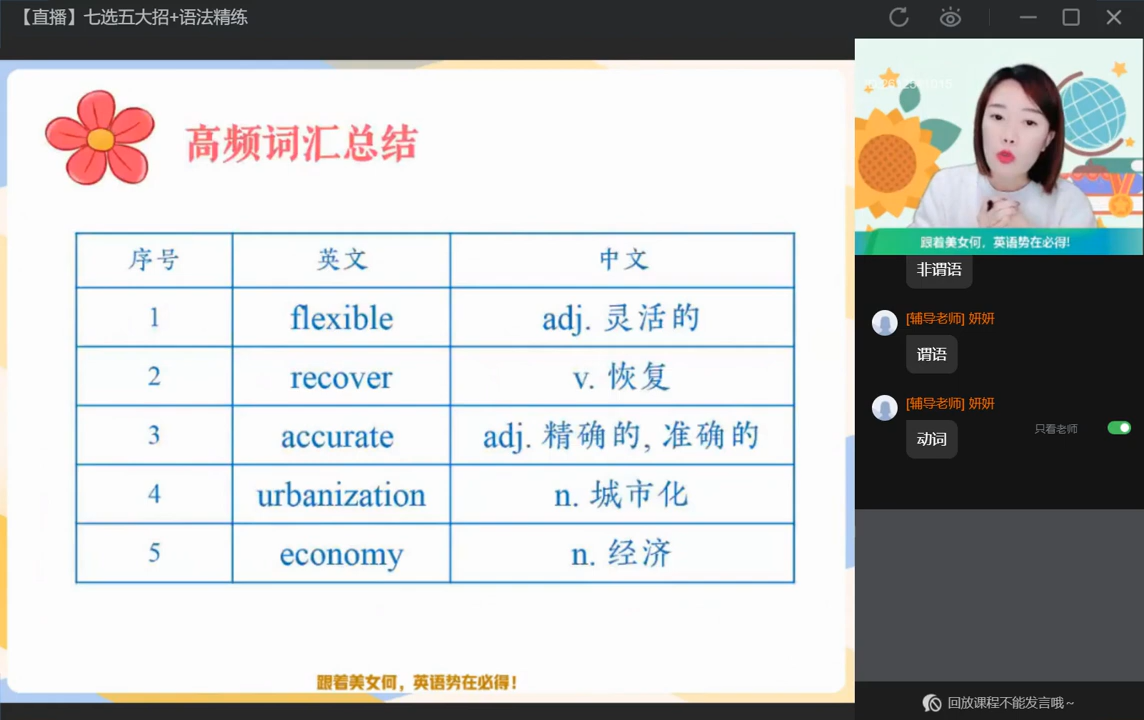 【直播】七选五大招+语法精练
高频词汇总结
序号 英文 中文
1 flexible adj. 灵活的
2 recover v. 恢复
3 accurate adj. 精确的, 准确的
4 urbanization n. 城市化
5 economy n. 经济
跟着美女何，英语势在必得!
跟着美女何，英语势在必得!
非谓语
[辅导老师] 妍妍
谓语
[辅导老师] 妍妍
只看老师
动词
回放课程不能发言哦~